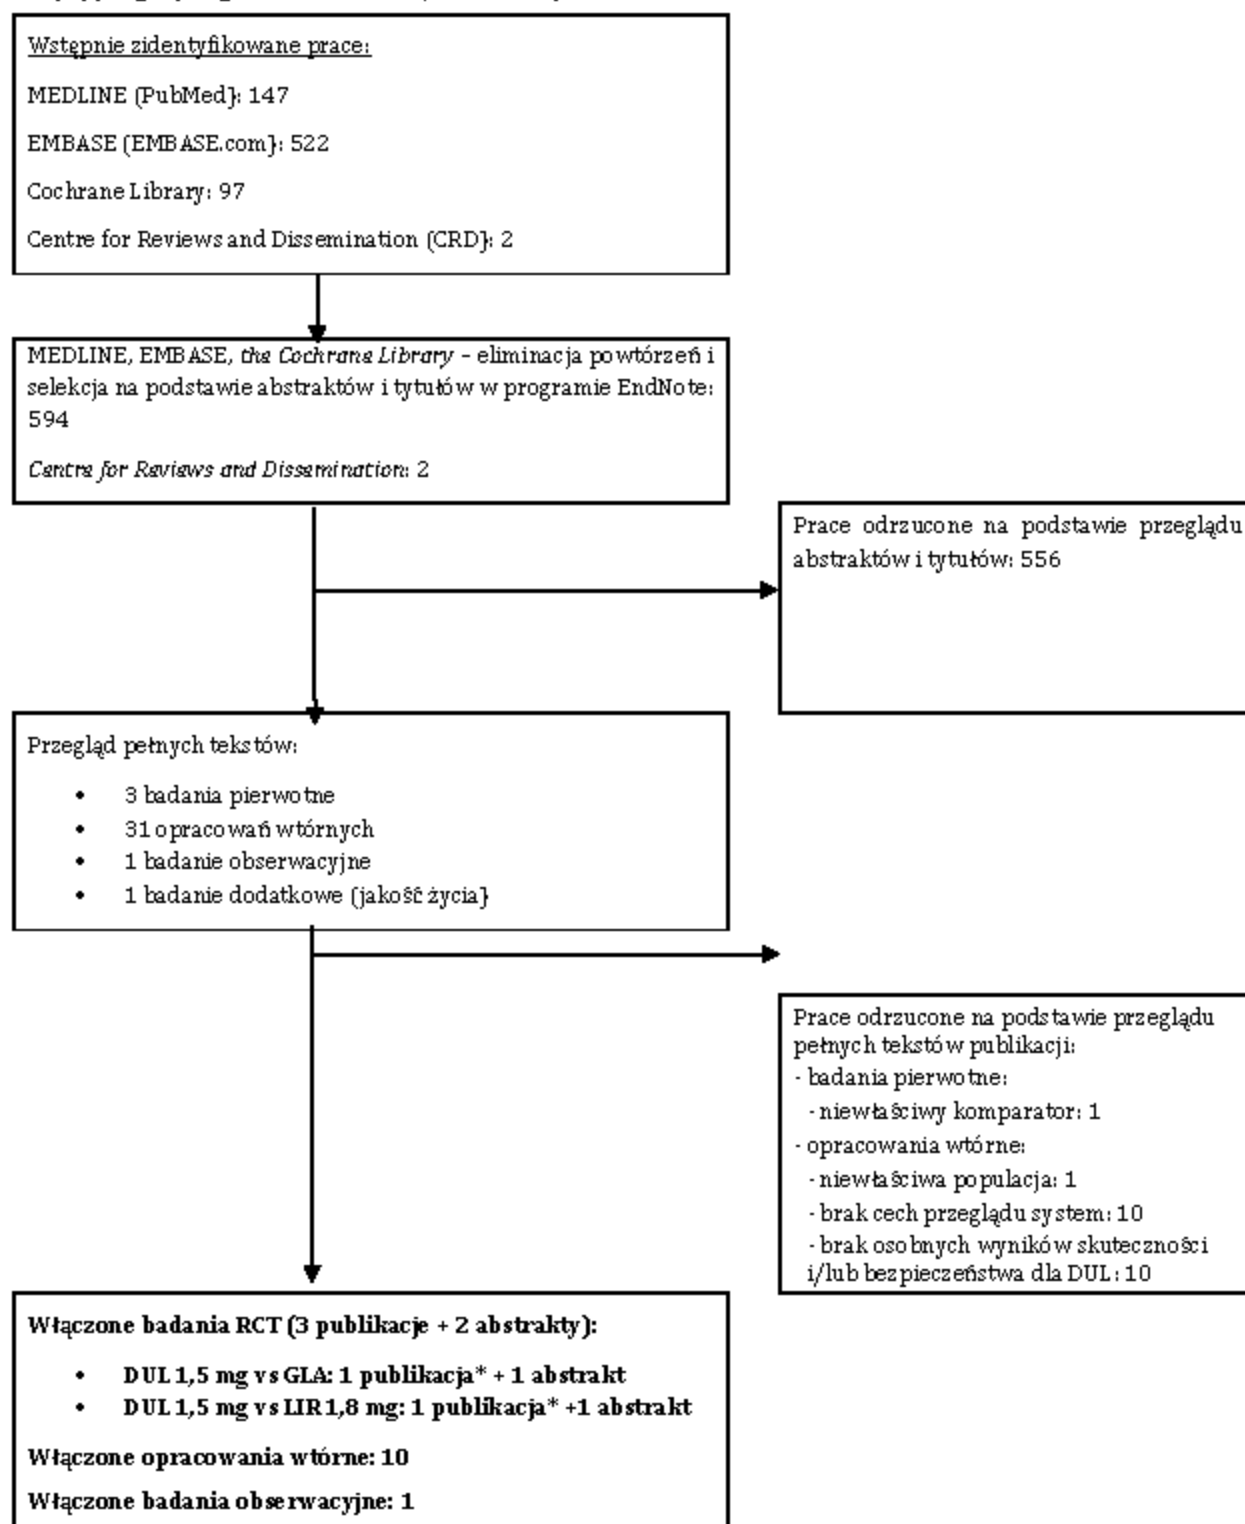 Wstępnie zidentyfikowane prace:
MEDLINE (PubMed}: 147
EMBASE (EMBASE.com}: 522
Cochrane Library: 97
Centre for Reviews and Dissemination (CRD}: 2
MEDLINE, EMBASE, the Cochrane Library – eliminacja powtórzeń i
selekcja na podstawie abstraktów i tytułów w programie EndNote:
594
Centre for Reviews and Dissemination: 2
Prace odrzucone na podstawie przeglądu
abstraktów i tytułów: 556
Przegląd pełnych tekstów:
• 3 badania pierwotne
• 31 opracowań wtórnych
• 1 badanie obserwacyjne
• 1 badanie dodatkowe (jakość życia}
Prace odrzucone na podstawie przeglądu
pełnych tekstów publikacji:
- badania pierwotne:
- niewłaściwy komparator: 1
- opracowania wtórne:
- niewłaściwa populacja: 1
- brak cech przeglądu system: 10
- brak osobnych wyników skuteczności
i/lub bezpieczeństwa dla DUL: 10
Włączone badania RCT (3 publikacje + 2 abstrakty):
• DUL 1,5 mg vs GLA: 1 publikacja* + 1 abstrakt
• DUL 1,5 mg vs LIR 1,8 mg: 1 publikacja* +1 abstrakt
Włączone opracowania wtórne: 10
Włączone badania obserwacyjne: 1